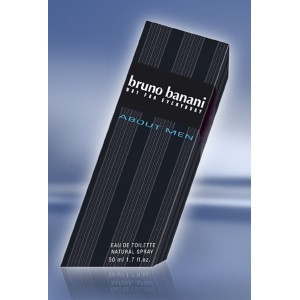 bruno banani
NOT FOR EVERYBODY
ABOUT MEN
EAU DE TOILETTE
NATURAL SPRAY
50 ml 1.7 fl.oz.